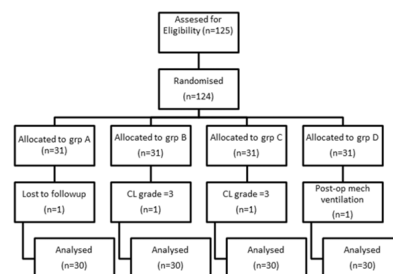 Assesed for
Eligibility (n=125)
Randomised
(n=124)
Allocated to grp A
(n=31)
Allocated to grp B
(n=31)
Allocated to grp C
(n=31)
Allocated to grp D
(n=31)
Lost to followup
(n=1)
CL grade =3
(n=1)
CL grade =3
(n=1)
Post-op mech
ventilation
(n=1)
Analysed
(n=30)
Analysed
(n=30)
Analysed
(n=30)
Analysed
(n=30)